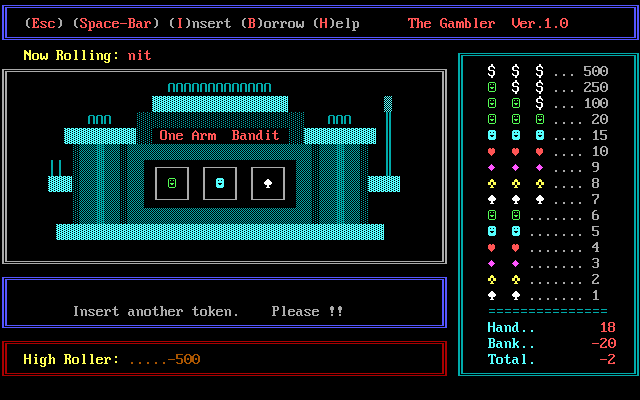 (Esc) (Space-Bar) (I)nsert (B)orrow (H)elp The Gambler Ver.1.0
Now Rolling: nit
One Arm Bandit
Insert another token. Please !!
High Roller: .....-500
$ $ $ ... 500
$ ... 250
$ ... 100
... 20
... 15
... 10
... 9
... 8
... 7
....... 6
....... 5
....... 4
....... 3
....... 2
....... 1
===============
Hand.. 18
Bank.. -20
Total. -2